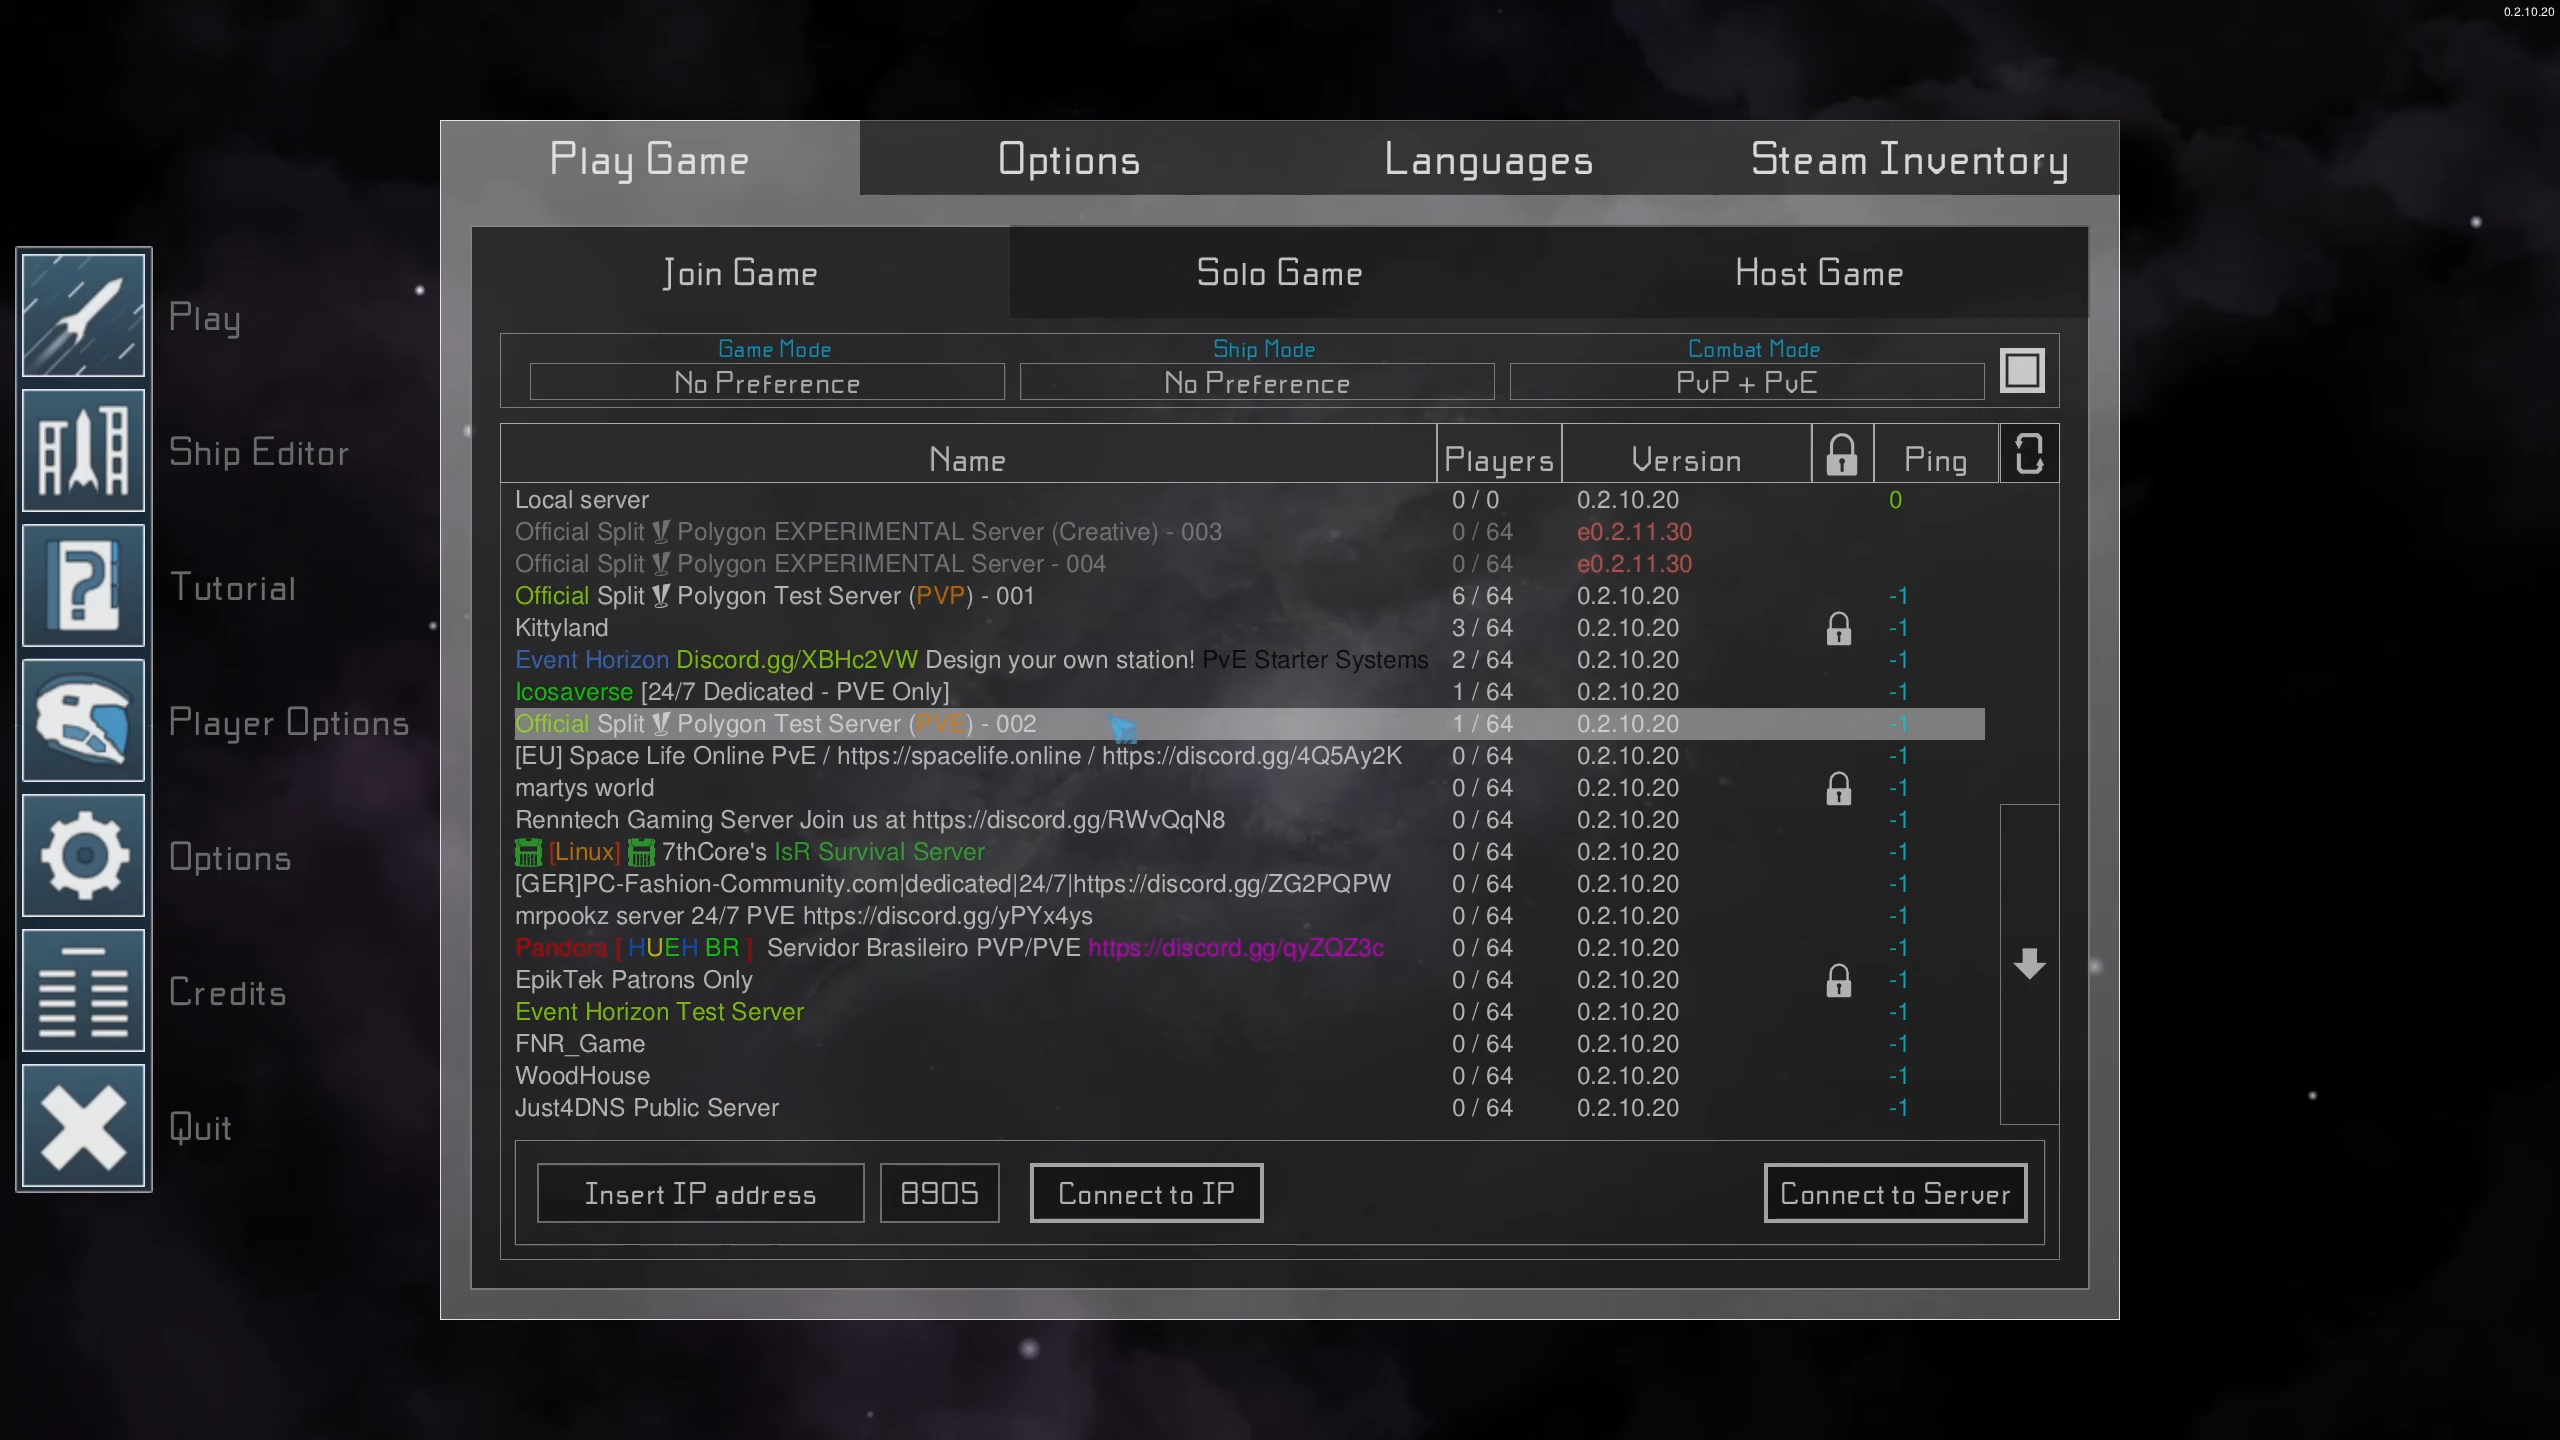 0.2.10.20
Play Game Options Languages Steam Inventory
Join Game Solo Game Host Game
Play
Ship Editor
Tutorial
Player Options
Options
Credits
Quit
Game Mode Ship Mode Combat Mode
No Preference No Preference PvP + PvE
Name Players Version Ping
Local server 0 / 0 0.2.10.20 0
Official Split Polygon EXPERIMENTAL Server (Creative) - 003 0 / 64 e0.2.11.30
Official Split Polygon EXPERIMENTAL Server - 004 0 / 64 e0.2.11.30
Official Split Polygon Test Server (PVP) - 001 6 / 64 0.2.10.20 -1
Kittyland 3 / 64 0.2.10.20 -1
Event Horizon Discord.gg/XBHc2VW Design your own station! PvE Starter Systems 2 / 64 0.2.10.20 -1
Icosaverse [24/7 Dedicated - PVE Only] 1 / 64 0.2.10.20 -1
Official Split Polygon Test Server (PVE) - 002 1 / 64 0.2.10.20 -1
[EU] Space Life Online PvE / https://spacelife.online / https://discord.gg/4Q5Ay2K 0 / 64 0.2.10.20 -1
martys world 0 / 64 0.2.10.20 -1
Renntech Gaming Server Join us at https://discord.gg/RWvQqN8 0 / 64 0.2.10.20 -1
[Linux] 7thCore's IsR Survival Server 0 / 64 0.2.10.20 -1
[GER]PC-Fashion-Community.com|dedicated|24/7|https://discord.gg/ZG2PQPW 0 / 64 0.2.10.20 -1
mrpookz server 24/7 PVE https://discord.gg/yPYx4ys 0 / 64 0.2.10.20 -1
Pandora [ HUEH BR ] Servidor Brasileiro PVP/PVE https://discord.gg/qyZQZ3c 0 / 64 0.2.10.20 -1
EpikTek Patrons Only 0 / 64 0.2.10.20 -1
Event Horizon Test Server 0 / 64 0.2.10.20 -1
FNR_Game 0 / 64 0.2.10.20 -1
WoodHouse 0 / 64 0.2.10.20 -1
Just4DNS Public Server 0 / 64 0.2.10.20 -1
Insert IP address 8905 Connect to IP Connect to Server